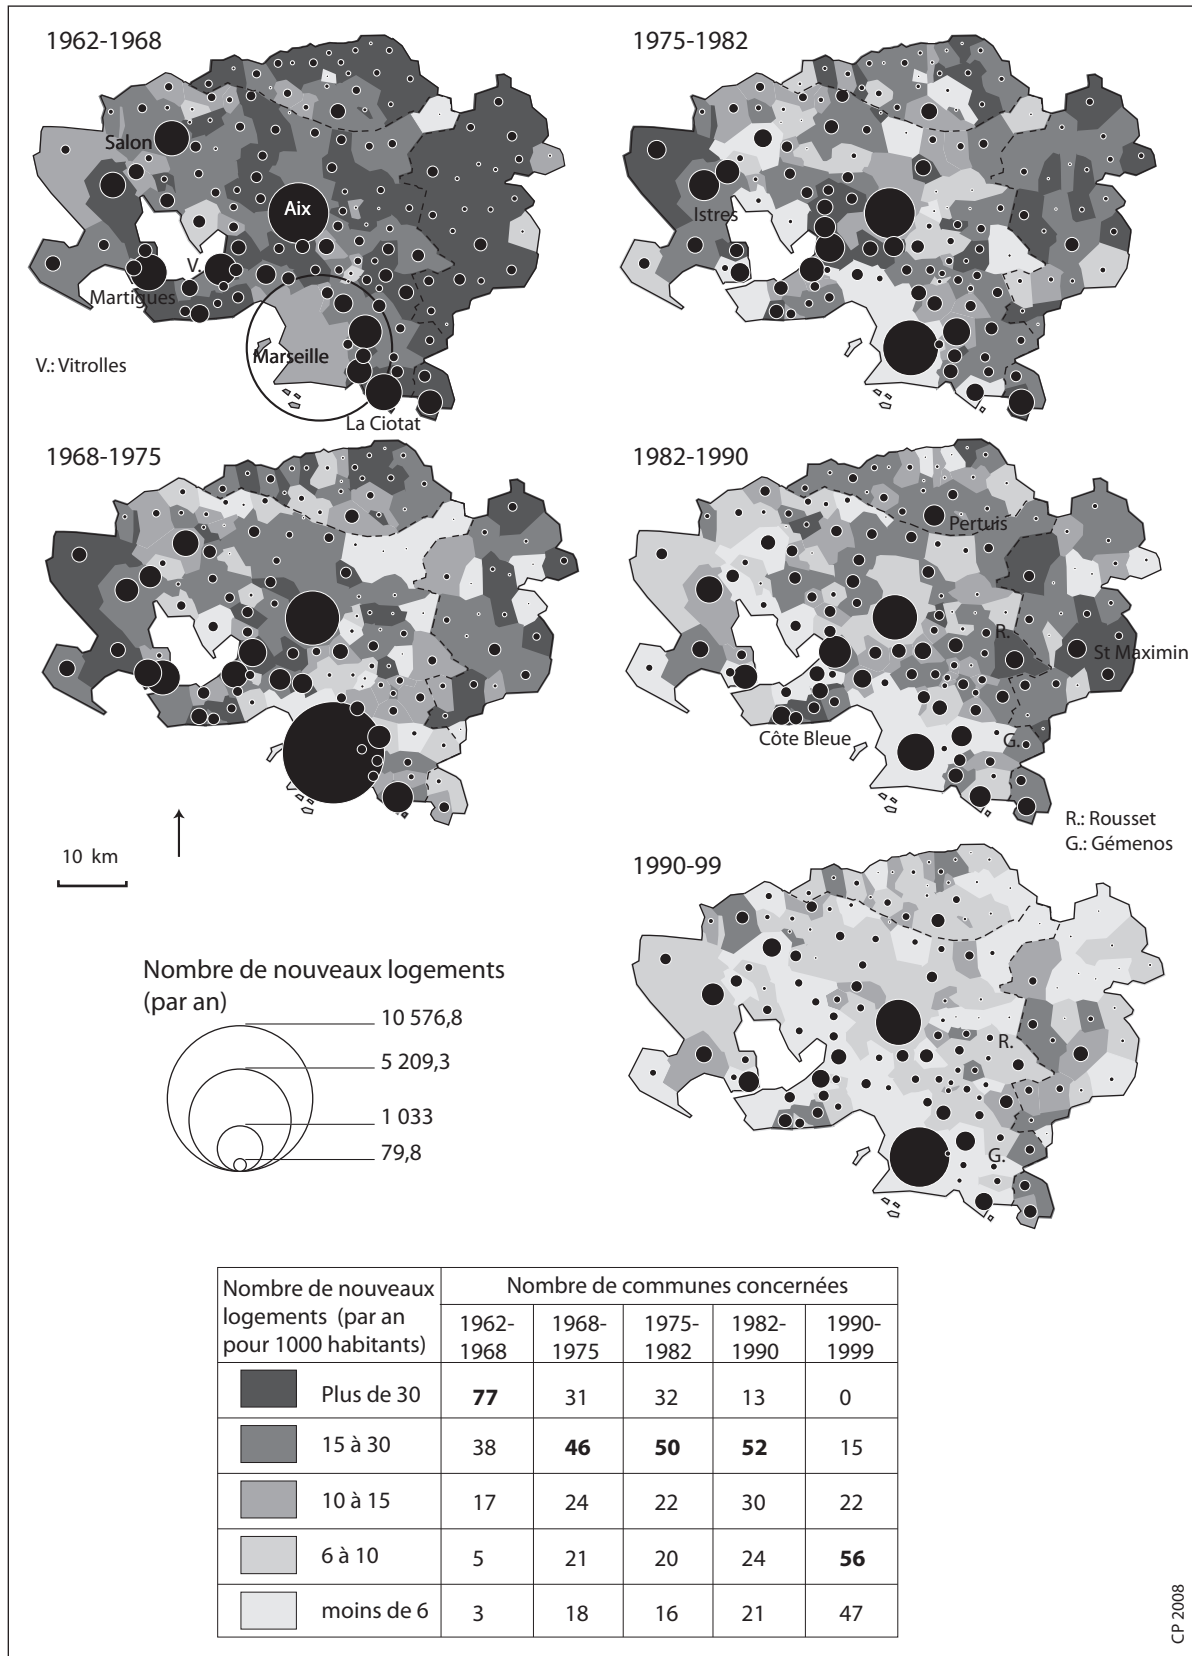 1962-1968
Salon
Aix
V.
Martigues
Marseille
V.: Vitrolles
La Ciotat
1975-1982
Istres
1968-1975
1982-1990
Pertuis
R.
St Maximin
Côte Bleue
G.
R.: Rousset
G.: Gémenos
10 km
1990-99
R.
G.
Nombre de nouveaux logements
(par an)
10 576,8
5 209,3
1 033
79,8
Nombre de nouveaux
logements (par an
pour 1000 habitants)
Nombre de communes concernées
1962-
1968
1968-
1975
1975-
1982
1982-
1990
1990-
1999
Plus de 30 77 31 32 13 0
15 à 30 38 46 50 52 15
10 à 15 17 24 22 30 22
6 à 10 5 21 20 24 56
moins de 6 3 18 16 21 47
CP 2008